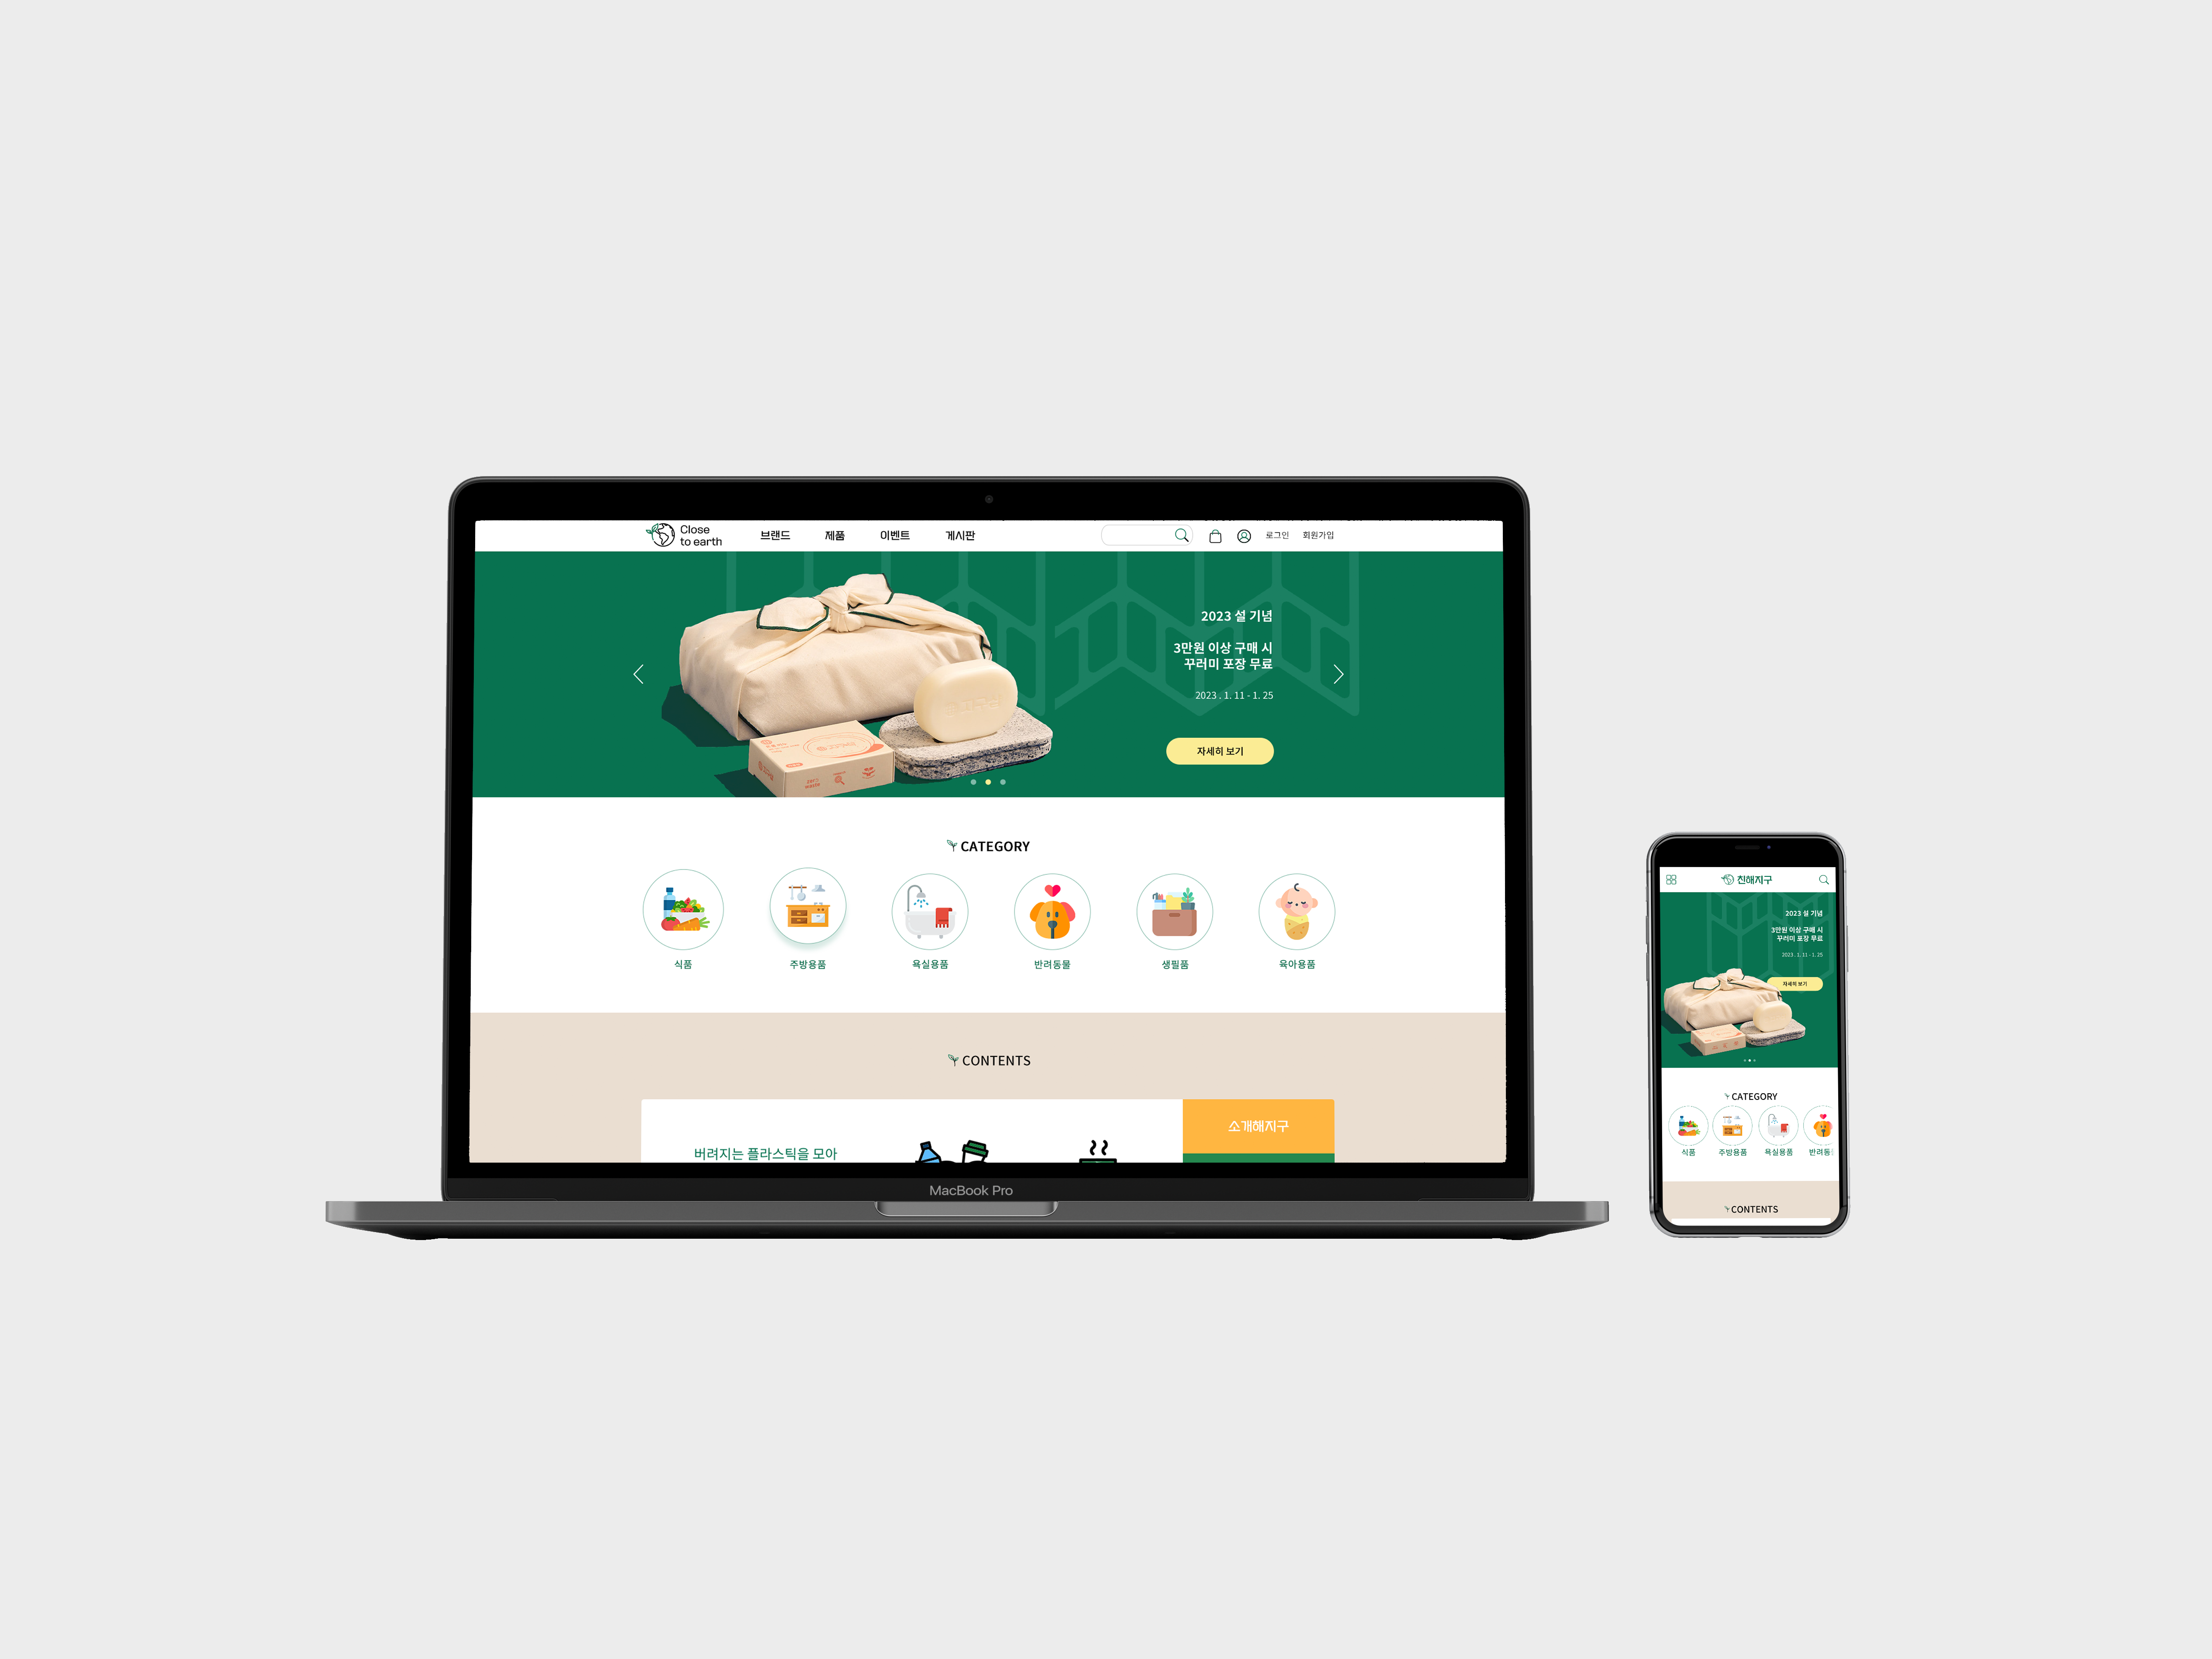 Close
to earth
브랜드 제품 이벤트 게시판 로그인 회원가입
2023 설 기념
3만원 이상 구매 시
꾸러미 포장 무료
2023 . 1. 11 - 1. 25
자세히 보기
CATEGORY
식품 주방용품 욕실용품 반려동물 생필품 육아용품
CONTENTS
버려지는 플라스틱을 모아
소개해지구
MacBook Pro
친해지구
2023 설 기념
3만원 이상 구매 시
꾸러미 포장 무료
2023 . 1. 11 - 1. 25
자세히 보기
CATEGORY
식품 주방용품 욕실용품 반려동
CONTENTS